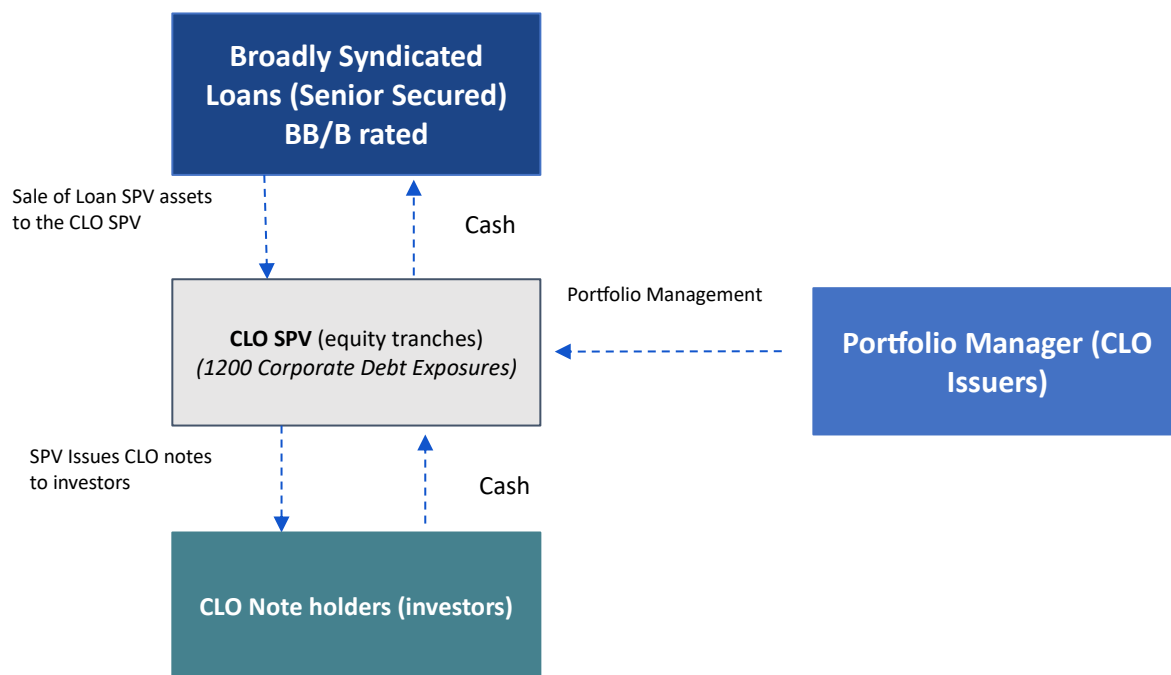 Broadly Syndicated
Loans (Senior Secured)
BB/B rated
Sale of Loan SPV assets
to the CLO SPV
Cash
CLO SPV (equity tranches)
(1200 Corporate Debt Exposures)
Portfolio Management
Portfolio Manager (CLO
Issuers)
SPV Issues CLO notes
to investors
Cash
CLO Note holders (investors)